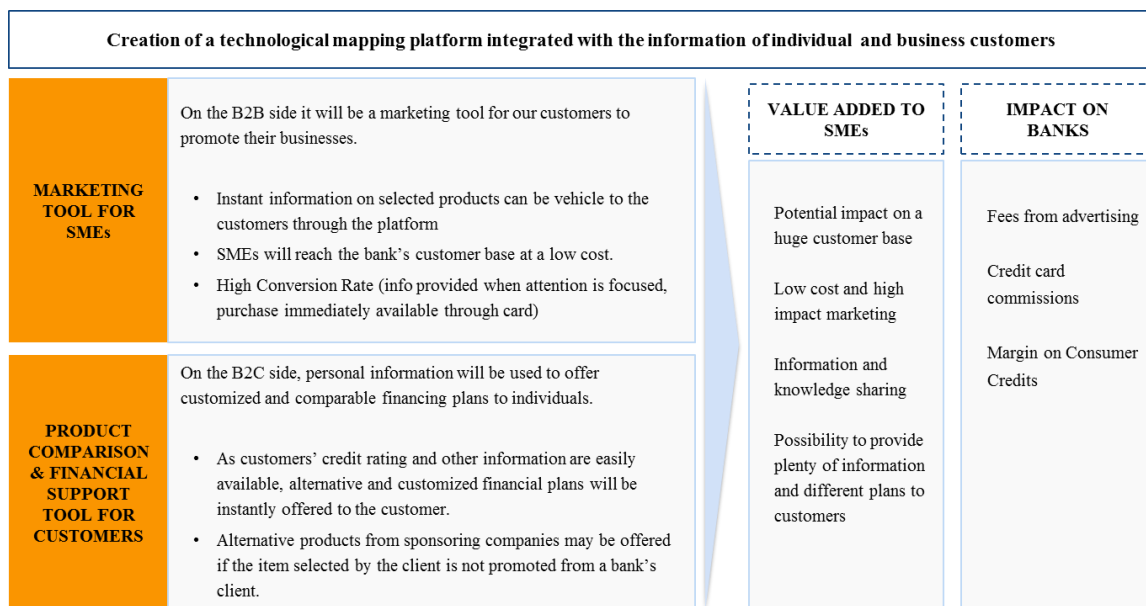 Creation of a technological mapping platform integrated with the information of individual and business customers
MARKETING
TOOL FOR
SMEs
On the B2B side it will be a marketing tool for our customers to
promote their businesses.
• Instant information on selected products can be vehicle to the
customers through the platform
• SMEs will reach the bank's customer base at a low cost.
• High Conversion Rate (info provided when attention is focused,
purchase immediately available through card)
PRODUCT
COMPARISON
& FINANCIAL
SUPPORT
TOOL FOR
CUSTOMERS
On the B2C side, personal information will be used to offer
customized and comparable financing plans to individuals.
• As customers' credit rating and other information are easily
available, alternative and customized financial plans will be
instantly offered to the customer.
• Alternative products from sponsoring companies may be offered
if the item selected by the client is not promoted from a bank's
client.
VALUE ADDED TO
SMEs
Potential impact on a
huge customer base
Low cost and high
impact marketing
Information and
knowledge sharing
Possibility to provide
plenty of information
and different plans to
customers
IMPACT ON
BANKS
Fees from advertising
Credit card
commissions
Margin on Consumer
Credits